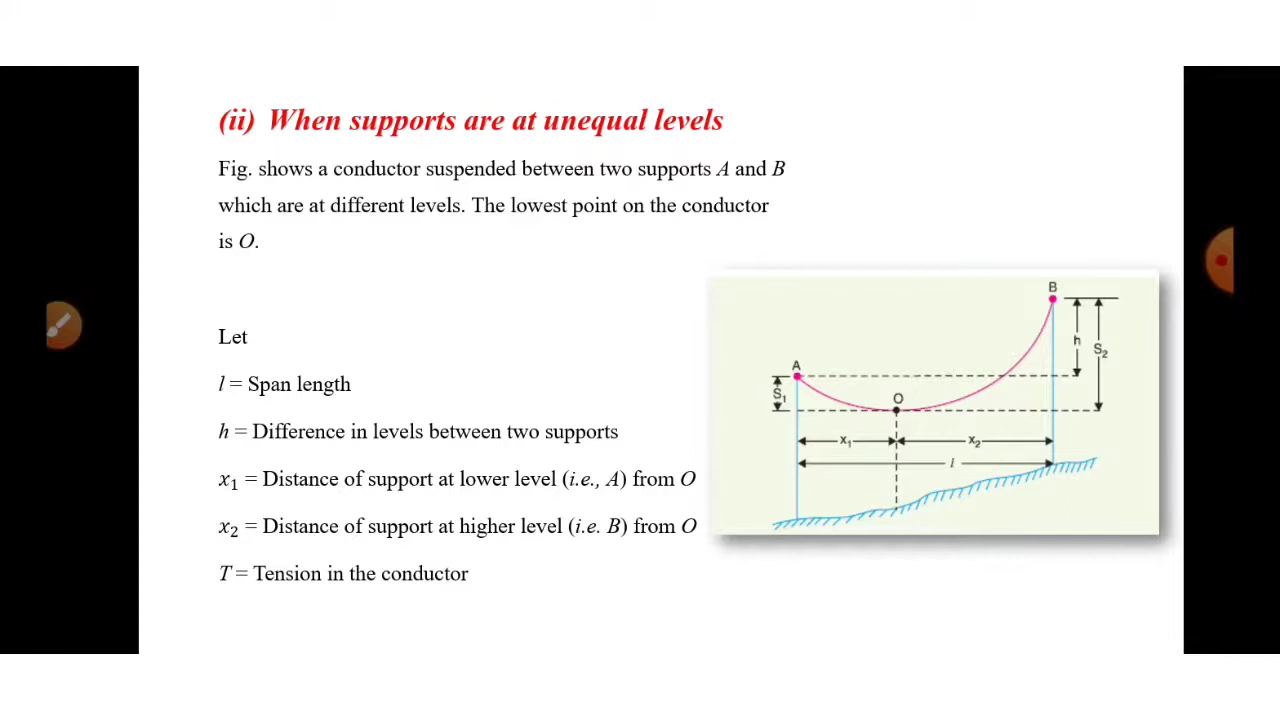 (ii) When supports are at unequal levels
Fig. shows a conductor suspended between two supports A and B
which are at different levels. The lowest point on the conductor
is O.
Let
l = Span length
h = Difference in levels between two supports
x₁ = Distance of support at lower level (i.e., A) from O
x₂ = Distance of support at higher level (i.e. B) from O
T = Tension in the conductor
B
h
S₂
A
S₁
O
x₁
x₂
l